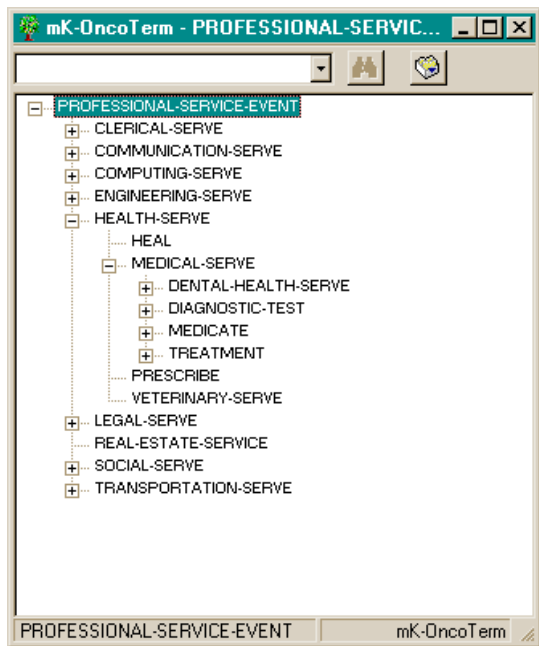 mK-OncoTerm - PROFESSIONAL-SERVIC...
PROFESSIONAL-SERVICE-EVENT
CLERICAL-SERVE
COMMUNICATION-SERVE
COMPUTING-SERVE
ENGINEERING-SERVE
HEALTH-SERVE
HEAL
MEDICAL-SERVE
DENTAL-HEALTH-SERVE
DIAGNOSTIC-TEST
MEDICATE
TREATMENT
PRESCRIBE
VETERINARY-SERVE
LEGAL-SERVE
REAL-ESTATE-SERVICE
SOCIAL-SERVE
TRANSPORTATION-SERVE
PROFESSIONAL-SERVICE-EVENT mK-OncoTerm